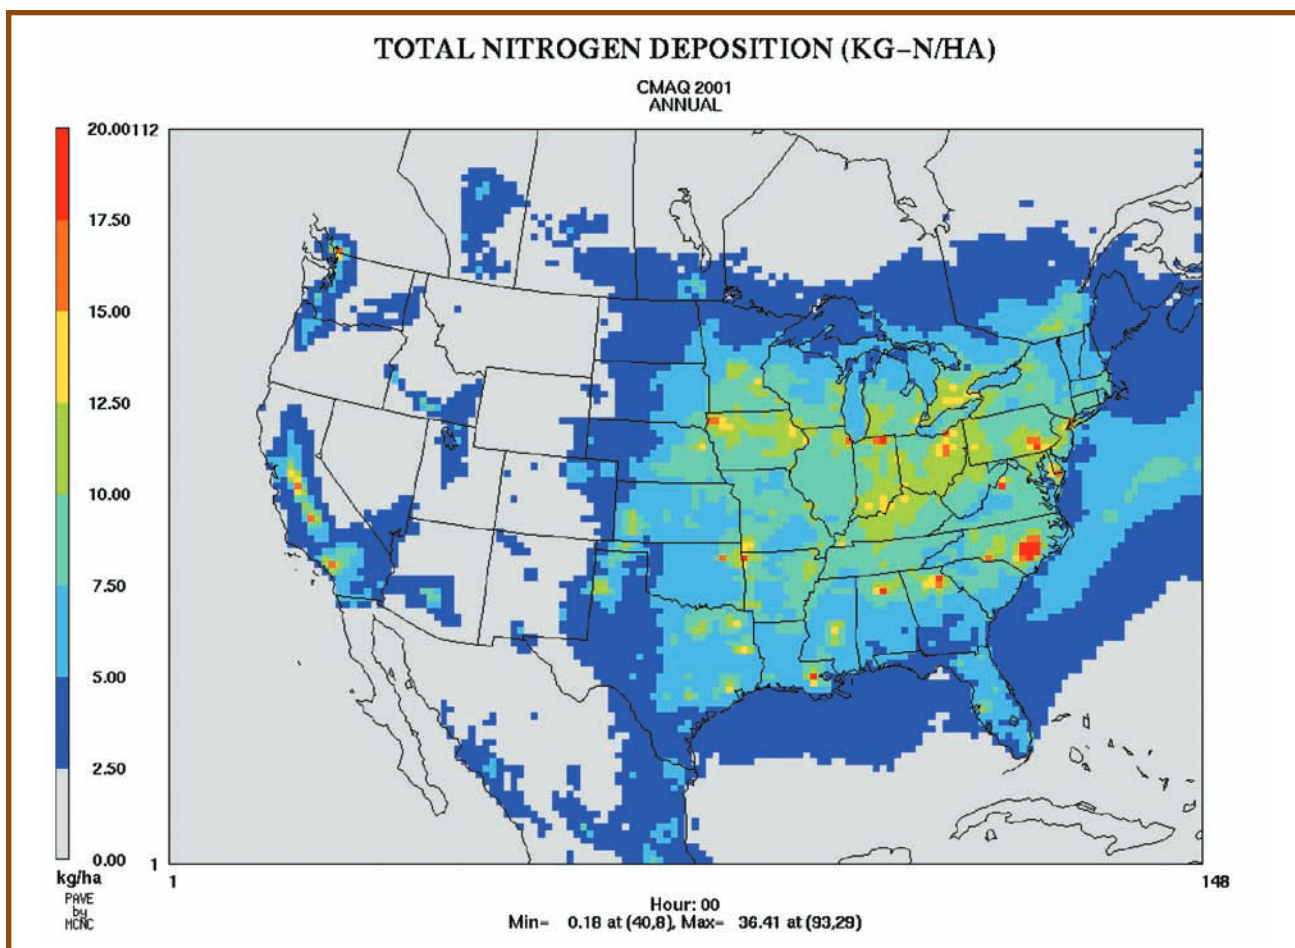 TOTAL NITROGEN DEPOSITION (KG–N/HA)
CMAQ 2001
ANNUAL
20.00 112
17.50
15.00
12.50
10.00
7.50
5.00
2.50
0.00 1
kg/ha 1 148
PAVE
by
MCNC
Hour: 00
Min= 0.18 at (40,8), Max= 36.41 at (93,29)